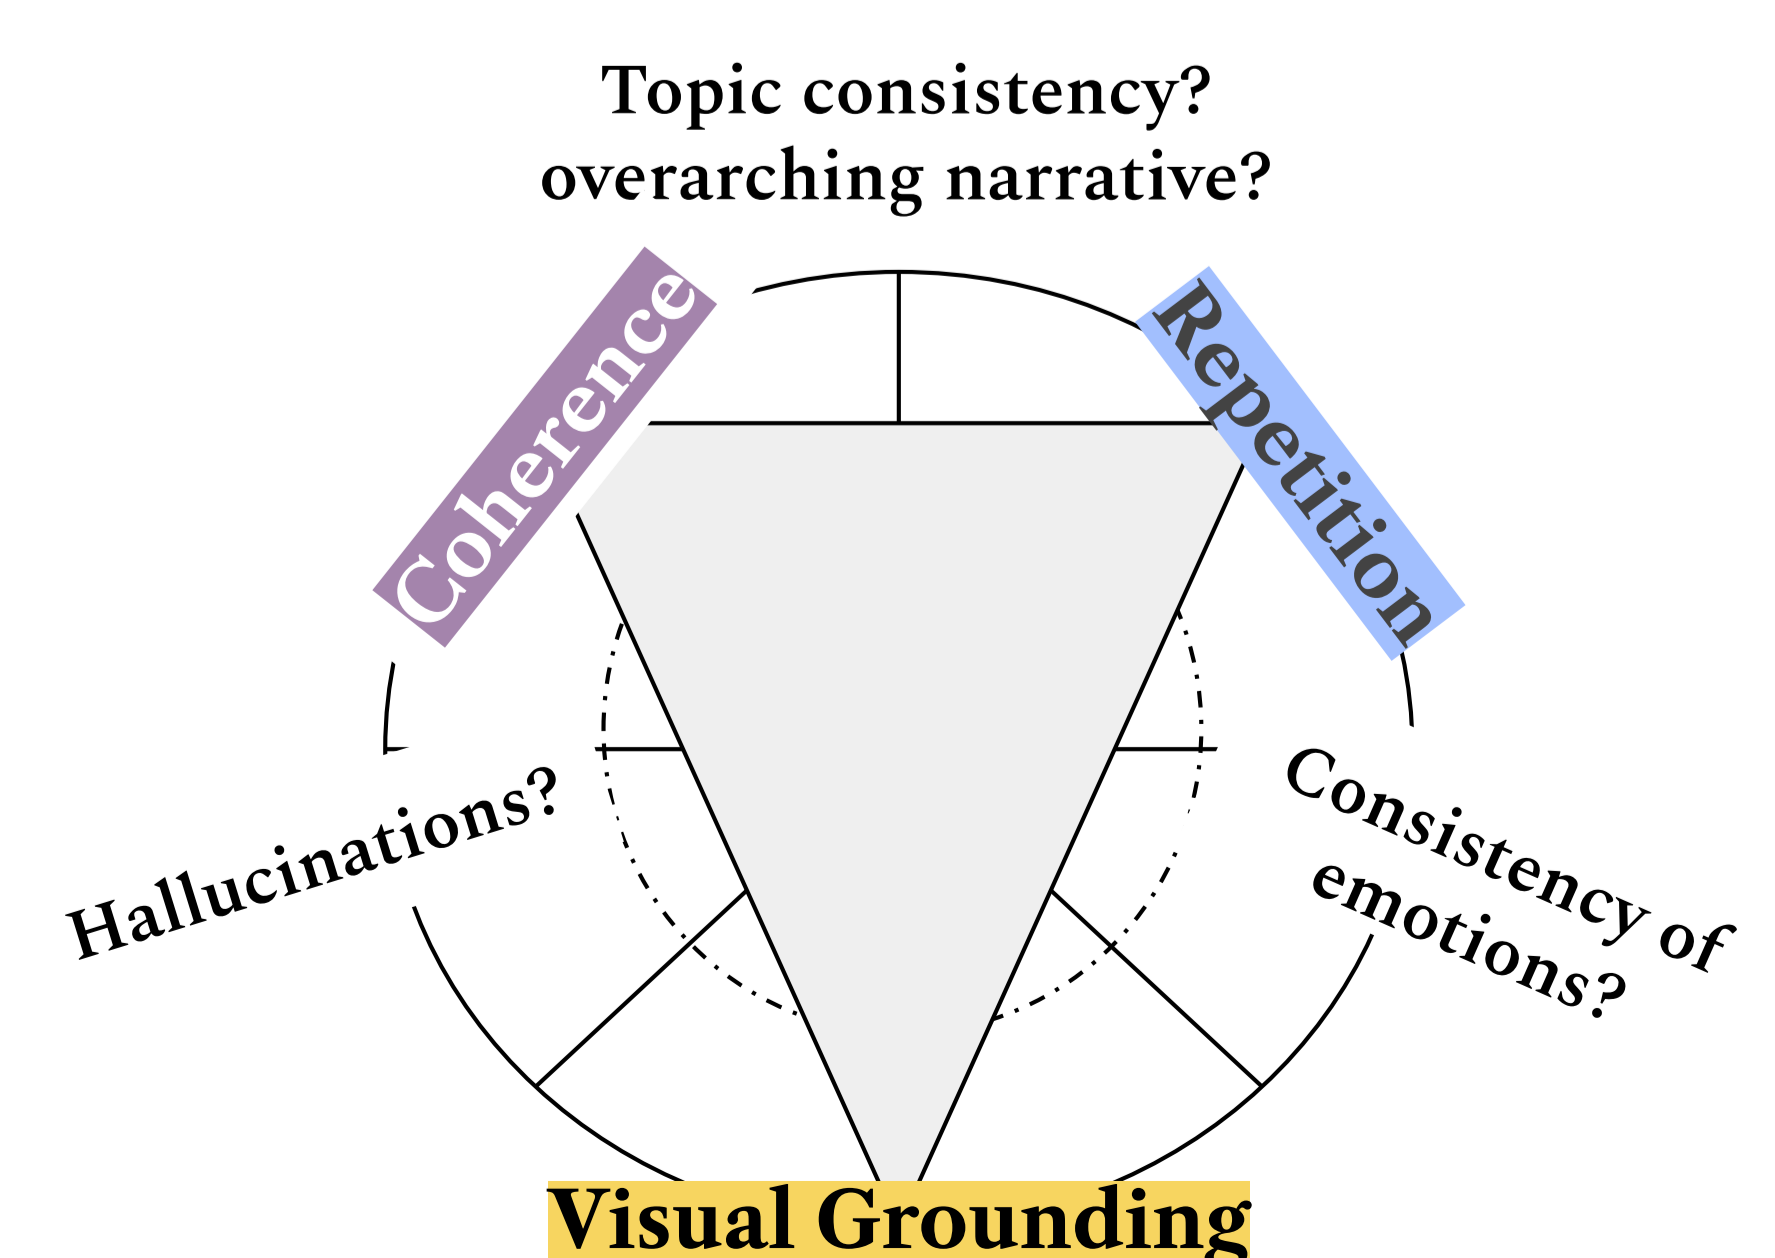 Topic consistency?
overarching narrative?
Coherence
Repetition
Hallucinations?
Consistency of
emotions?
Visual Grounding